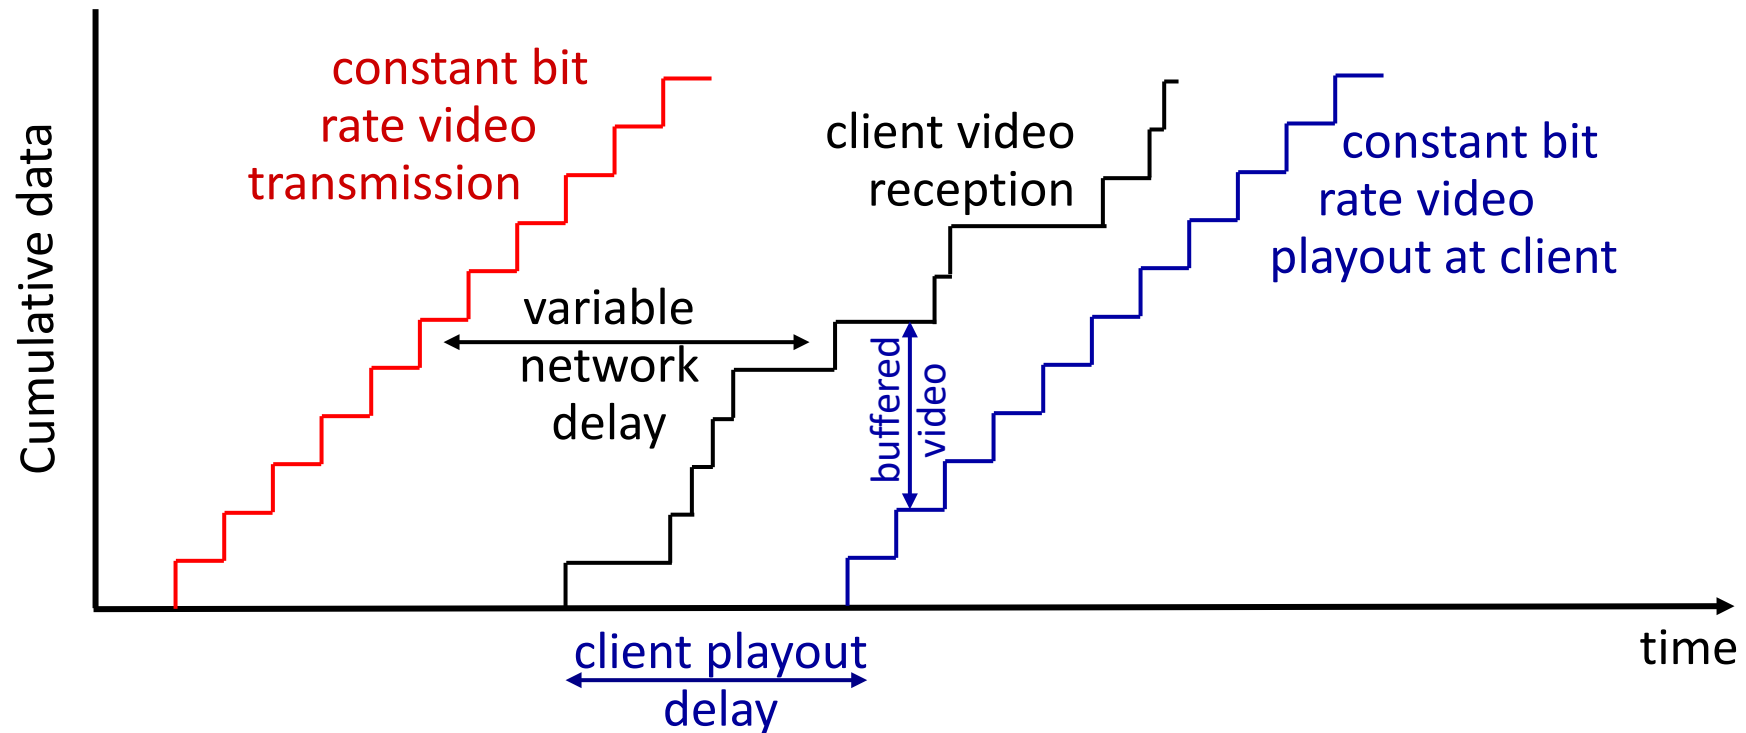 constant bit
rate video
transmission
client video
reception
constant bit
rate video
playout at client
Cumulative data
variable
network
delay
buffered
video
client playout
delay
time